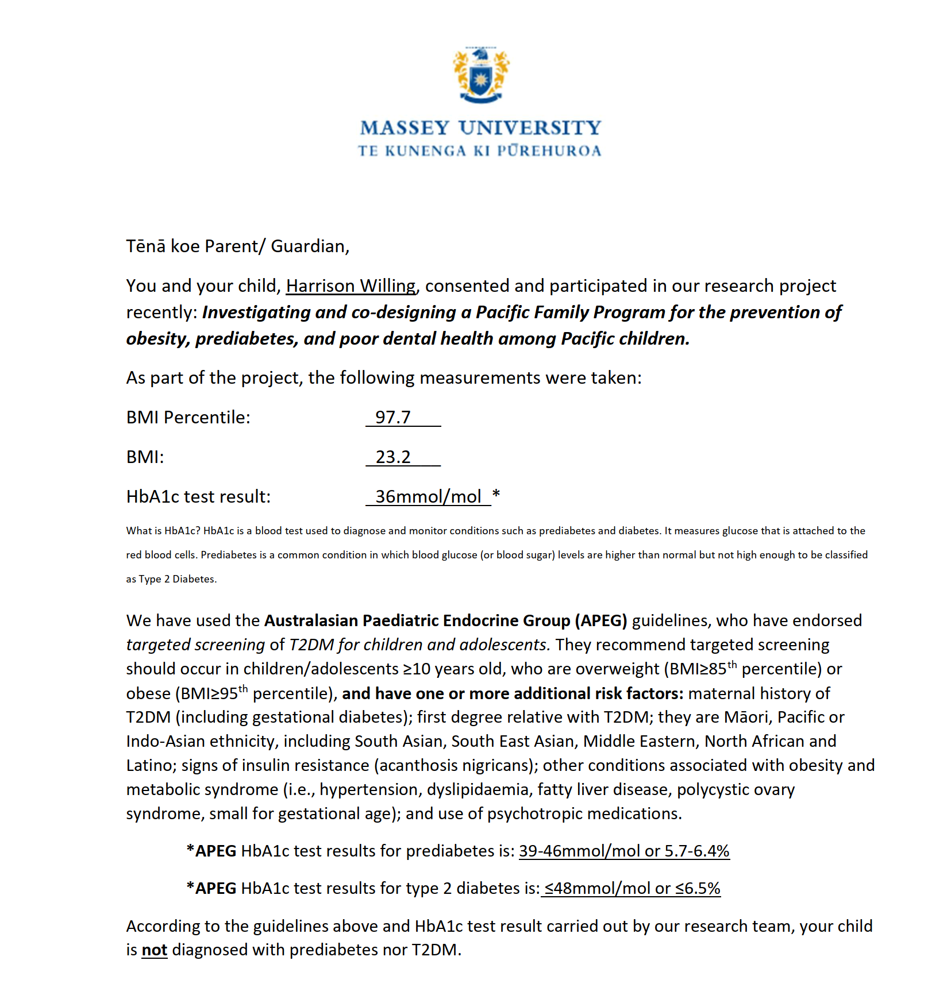 MASSEY UNIVERSITY
TE KUNENGA KI PŪREHUROA
Tēnā koe Parent/ Guardian,
You and your child, Harrison Willing, consented and participated in our research project
recently: Investigating and co-designing a Pacific Family Program for the prevention of
obesity, prediabetes, and poor dental health among Pacific children.
As part of the project, the following measurements were taken:
BMI Percentile: 97.7
BMI: 23.2
HbA1c test result: 36mmol/mol *
What is HbA1c? HbA1c is a blood test used to diagnose and monitor conditions such as prediabetes and diabetes. It measures glucose that is attached to the
red blood cells. Prediabetes is a common condition in which blood glucose (or blood sugar) levels are higher than normal but not high enough to be classified
as Type 2 Diabetes.
We have used the Australasian Paediatric Endocrine Group (APEG) guidelines, who have endorsed
targeted screening of T2DM for children and adolescents. They recommend targeted screening
should occur in children/adolescents ≥10 years old, who are overweight (BMI≥85th percentile) or
obese (BMI≥95th percentile), and have one or more additional risk factors: maternal history of
T2DM (including gestational diabetes); first degree relative with T2DM; they are Māori, Pacific or
Indo-Asian ethnicity, including South Asian, South East Asian, Middle Eastern, North African and
Latino; signs of insulin resistance (acanthosis nigricans); other conditions associated with obesity and
metabolic syndrome (i.e., hypertension, dyslipidaemia, fatty liver disease, polycystic ovary
syndrome, small for gestational age); and use of psychotropic medications.
*APEG HbA1c test results for prediabetes is: 39-46mmol/mol or 5.7-6.4%
*APEG HbA1c test results for type 2 diabetes is: ≤48mmol/mol or ≤6.5%
According to the guidelines above and HbA1c test result carried out by our research team, your child
is not diagnosed with prediabetes nor T2DM.